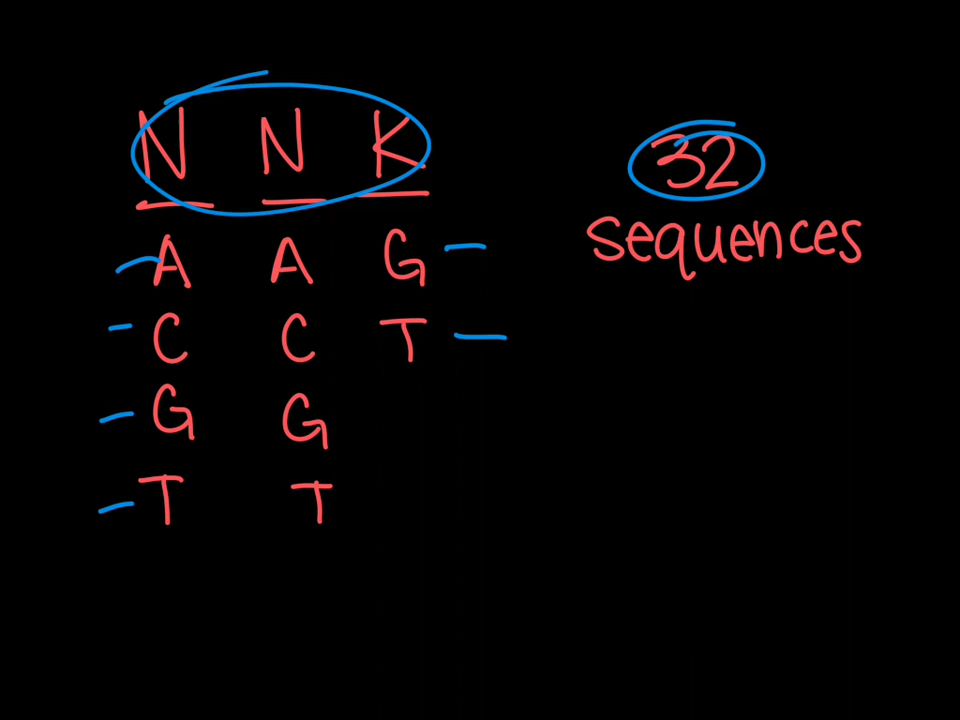 N N K
A A G
C C T
G G
T T
32
sequences